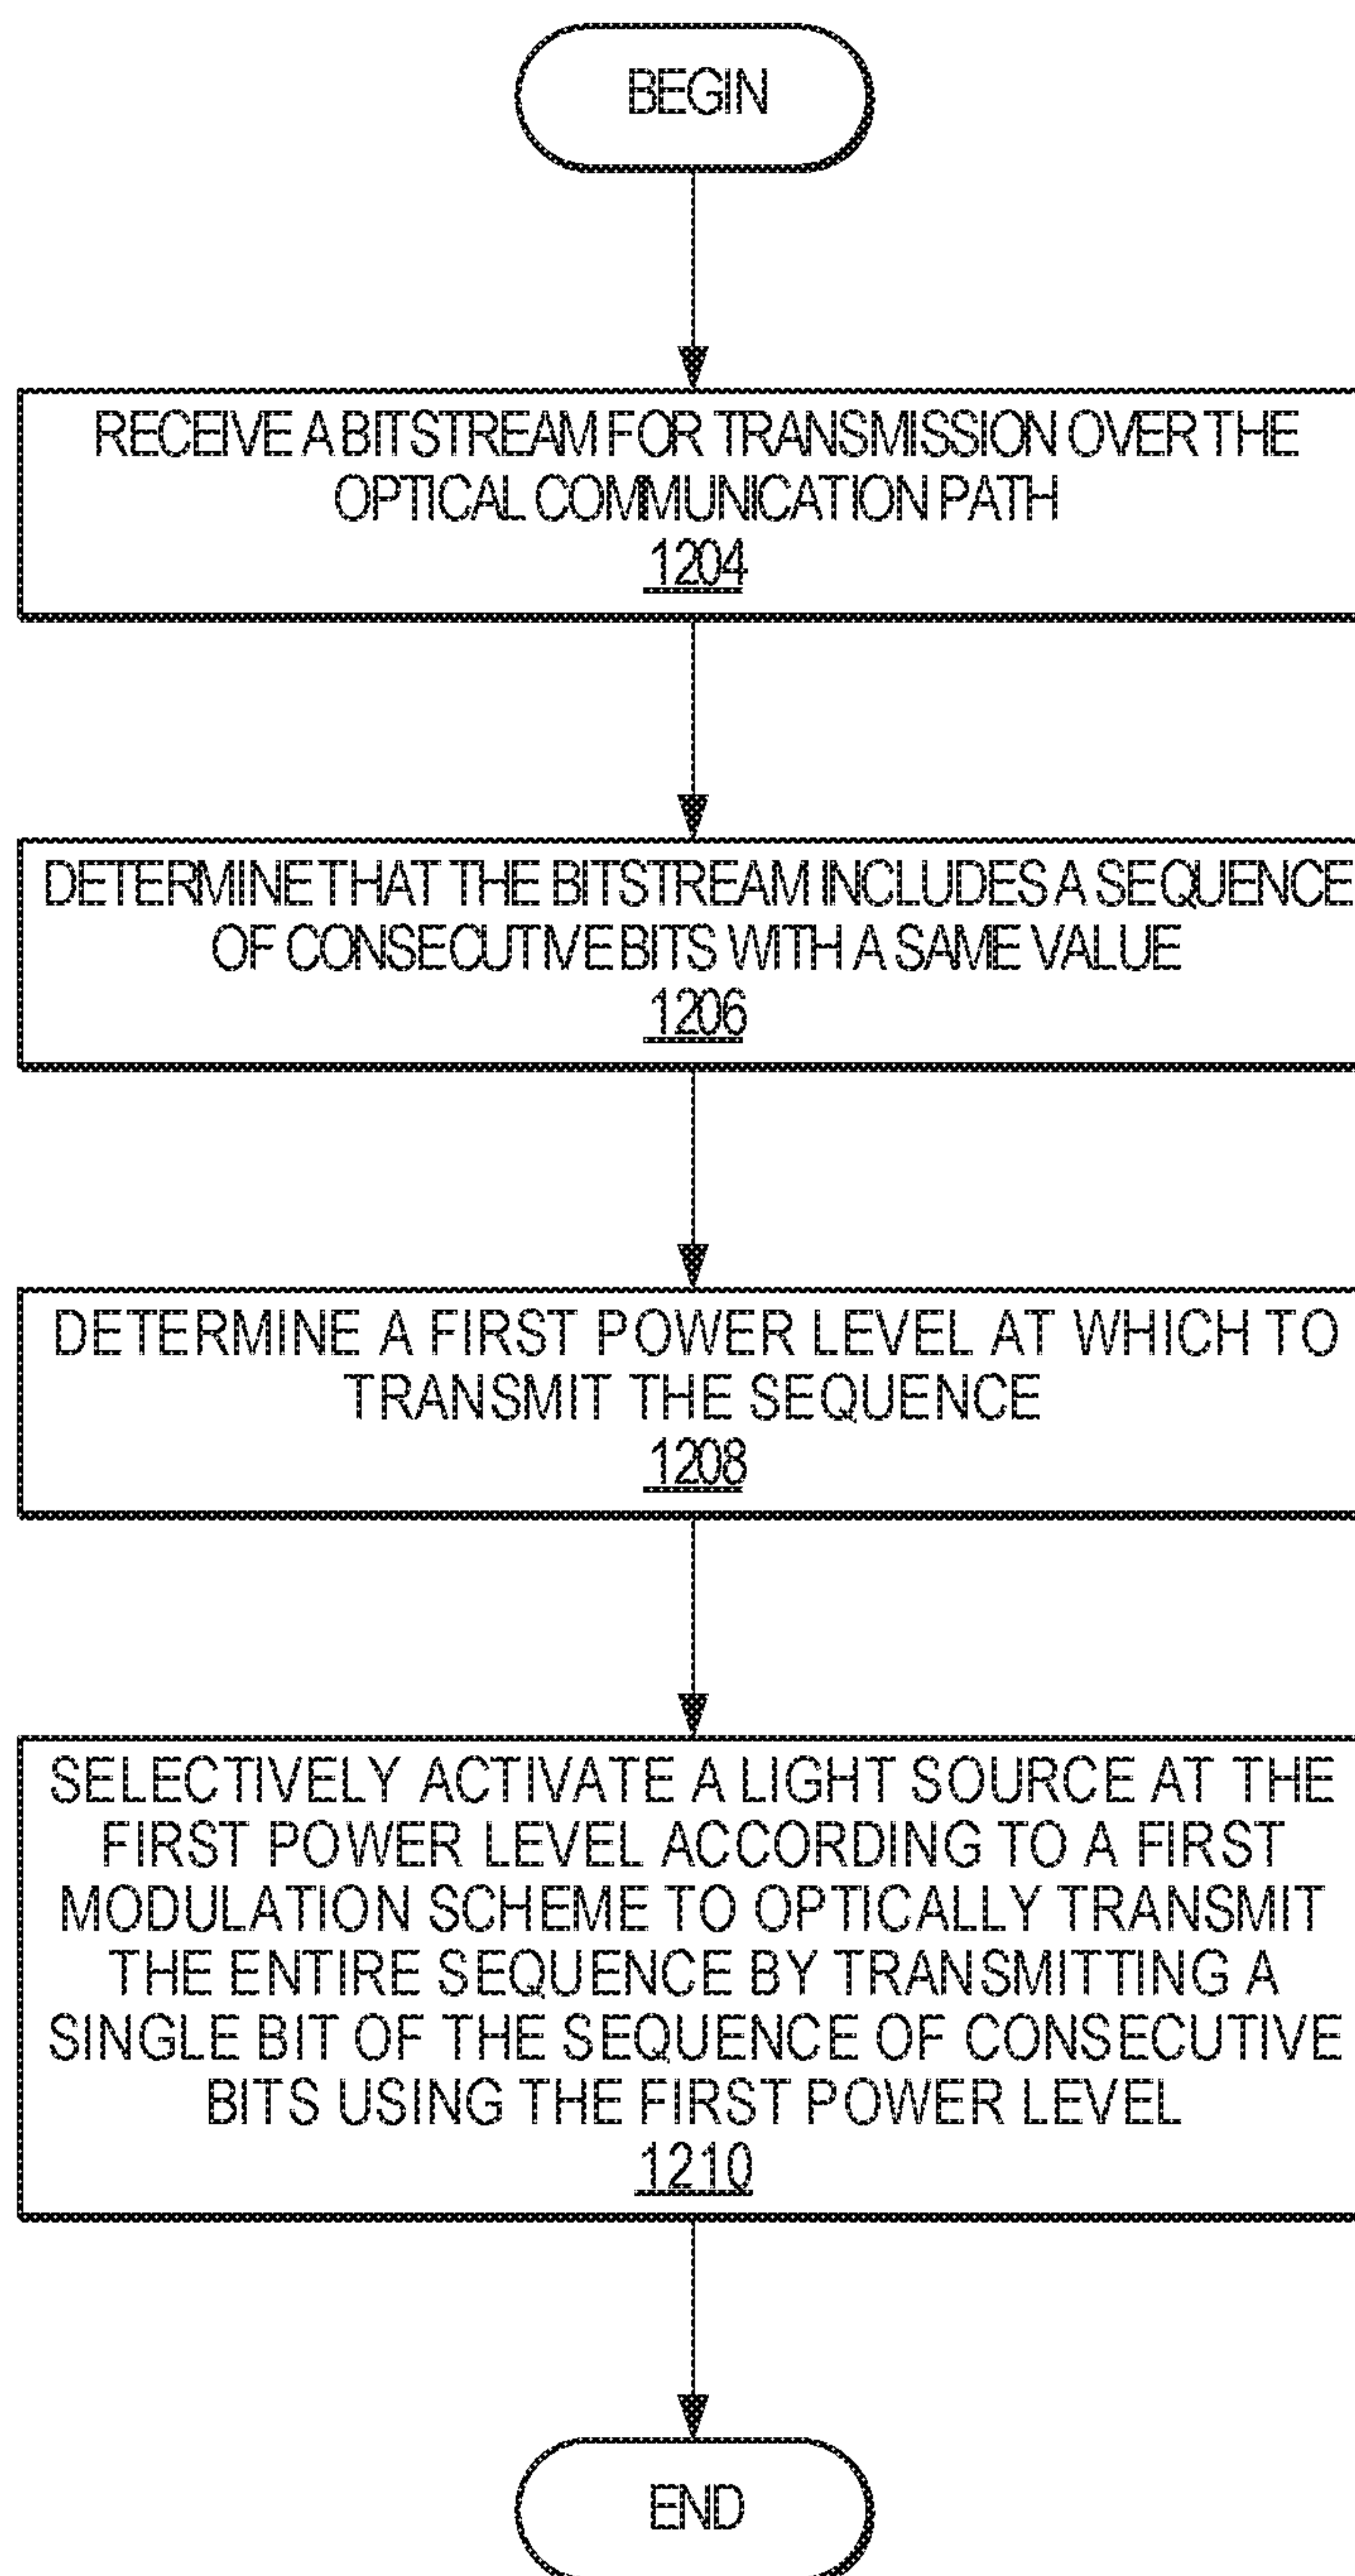 BEGIN
RECEIVE A BITSTREAM FOR TRANSMISSION OVER THE
OPTICAL COMMUNICATION PATH
1204
DETERMINE THAT THE BITSTREAM INCLUDES A SEQUENCE
OF CONSECUTIVE BITS WITH A SAME VALUE
1206
DETERMINE A FIRST POWER LEVEL AT WHICH TO
TRANSMIT THE SEQUENCE
1208
SELECTIVELY ACTIVATE A LIGHT SOURCE AT THE
FIRST POWER LEVEL ACCORDING TO A FIRST
MODULATION SCHEME TO OPTICALLY TRANSMIT
THE ENTIRE SEQUENCE BY TRANSMITTING A
SINGLE BIT OF THE SEQUENCE OF CONSECUTIVE
BITS USING THE FIRST POWER LEVEL
1210
END